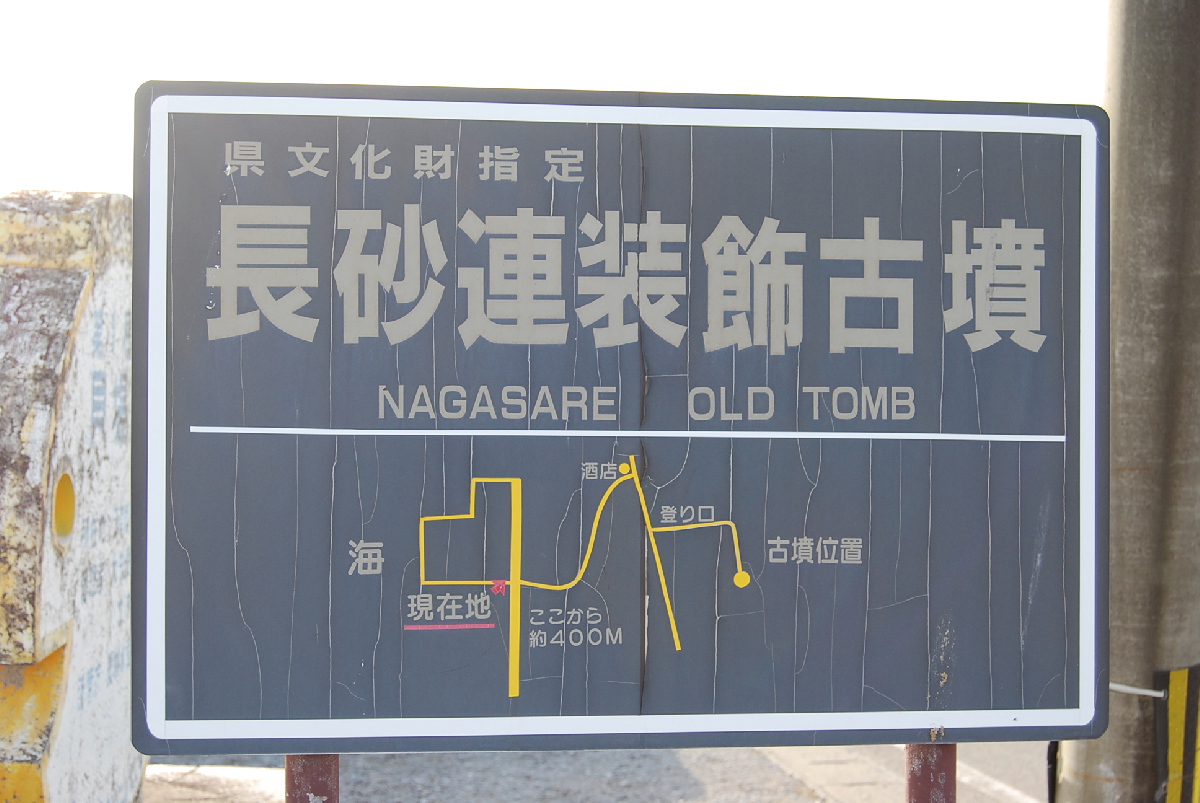 県文化財指定
長砂連装飾古墳
NAGASARE OLD TOMB
酒店
登り口
海
古墳位置
現在地
ここから
約400M